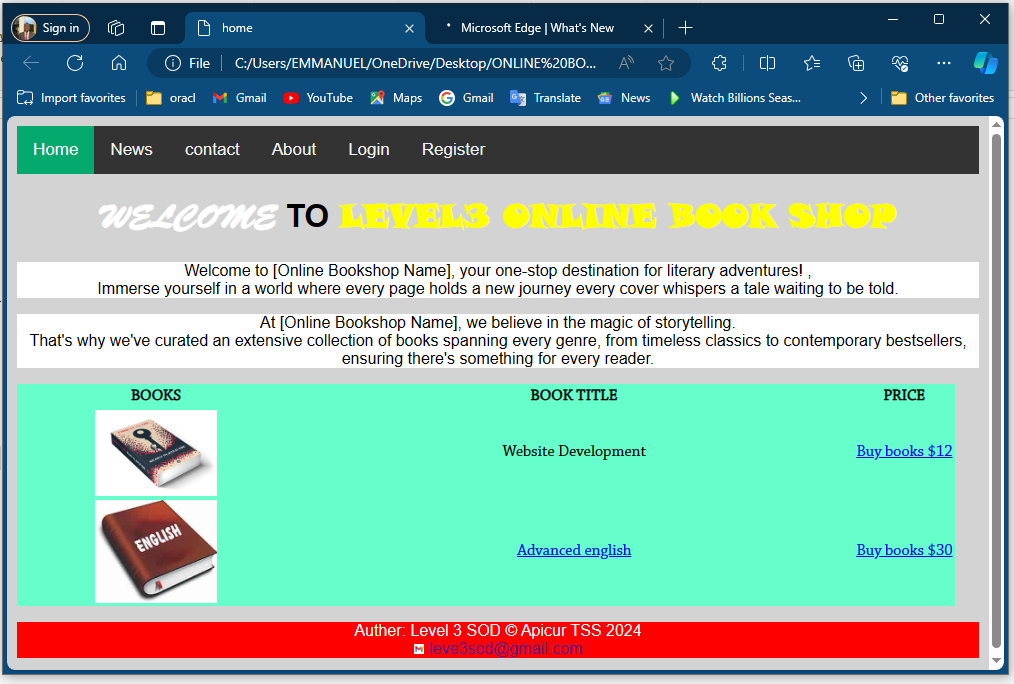 Sign in
home
Microsoft Edge | What's New
File
C:/Users/EMMANUEL/OneDrive/Desktop/ONLINE%20BO...
Import favorites
oracl
Gmail
YouTube
Maps
Gmail
Translate
News
Watch Billions Seas...
Other favorites
Home News contact About Login Register
WELCOME TO LEVEL3 ONLINE BOOK SHOP
Welcome to [Online Bookshop Name], your one-stop destination for literary adventures! ,
Immerse yourself in a world where every page holds a new journey every cover whispers a tale waiting to be told.
At [Online Bookshop Name], we believe in the magic of storytelling.
That's why we've curated an extensive collection of books spanning every genre, from timeless classics to contemporary bestsellers,
ensuring there's something for every reader.
BOOKS BOOK TITLE PRICE
Website Development Buy books $12
ENGLISH
Advanced english Buy books $30
Auther: Level 3 SOD © Apicur TSS 2024
leve3sod@gmail.com